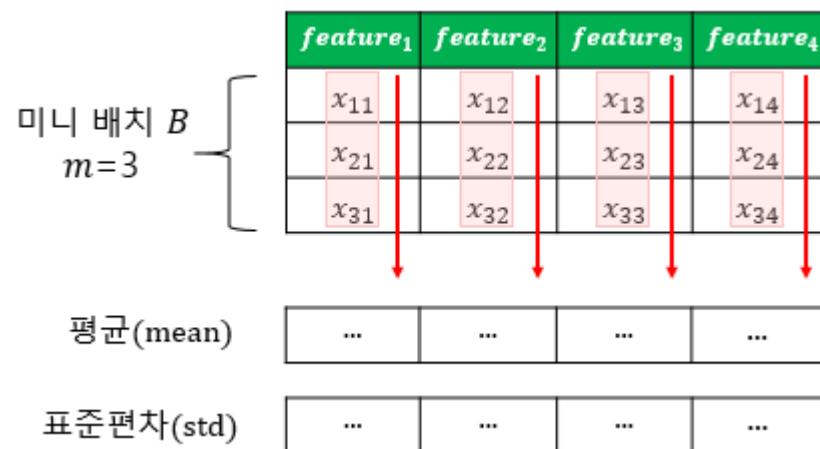 feature₁ feature₂ feature₃ feature₄
x₁₁ x₁₂ x₁₃ x₁₄
미니 배치 B
m=3
x₂₁ x₂₂ x₂₃ x₂₄
x₃₁ x₃₂ x₃₃ x₃₄
평균(mean) ... ... ... ...
표준편차(std) ... ... ... ...